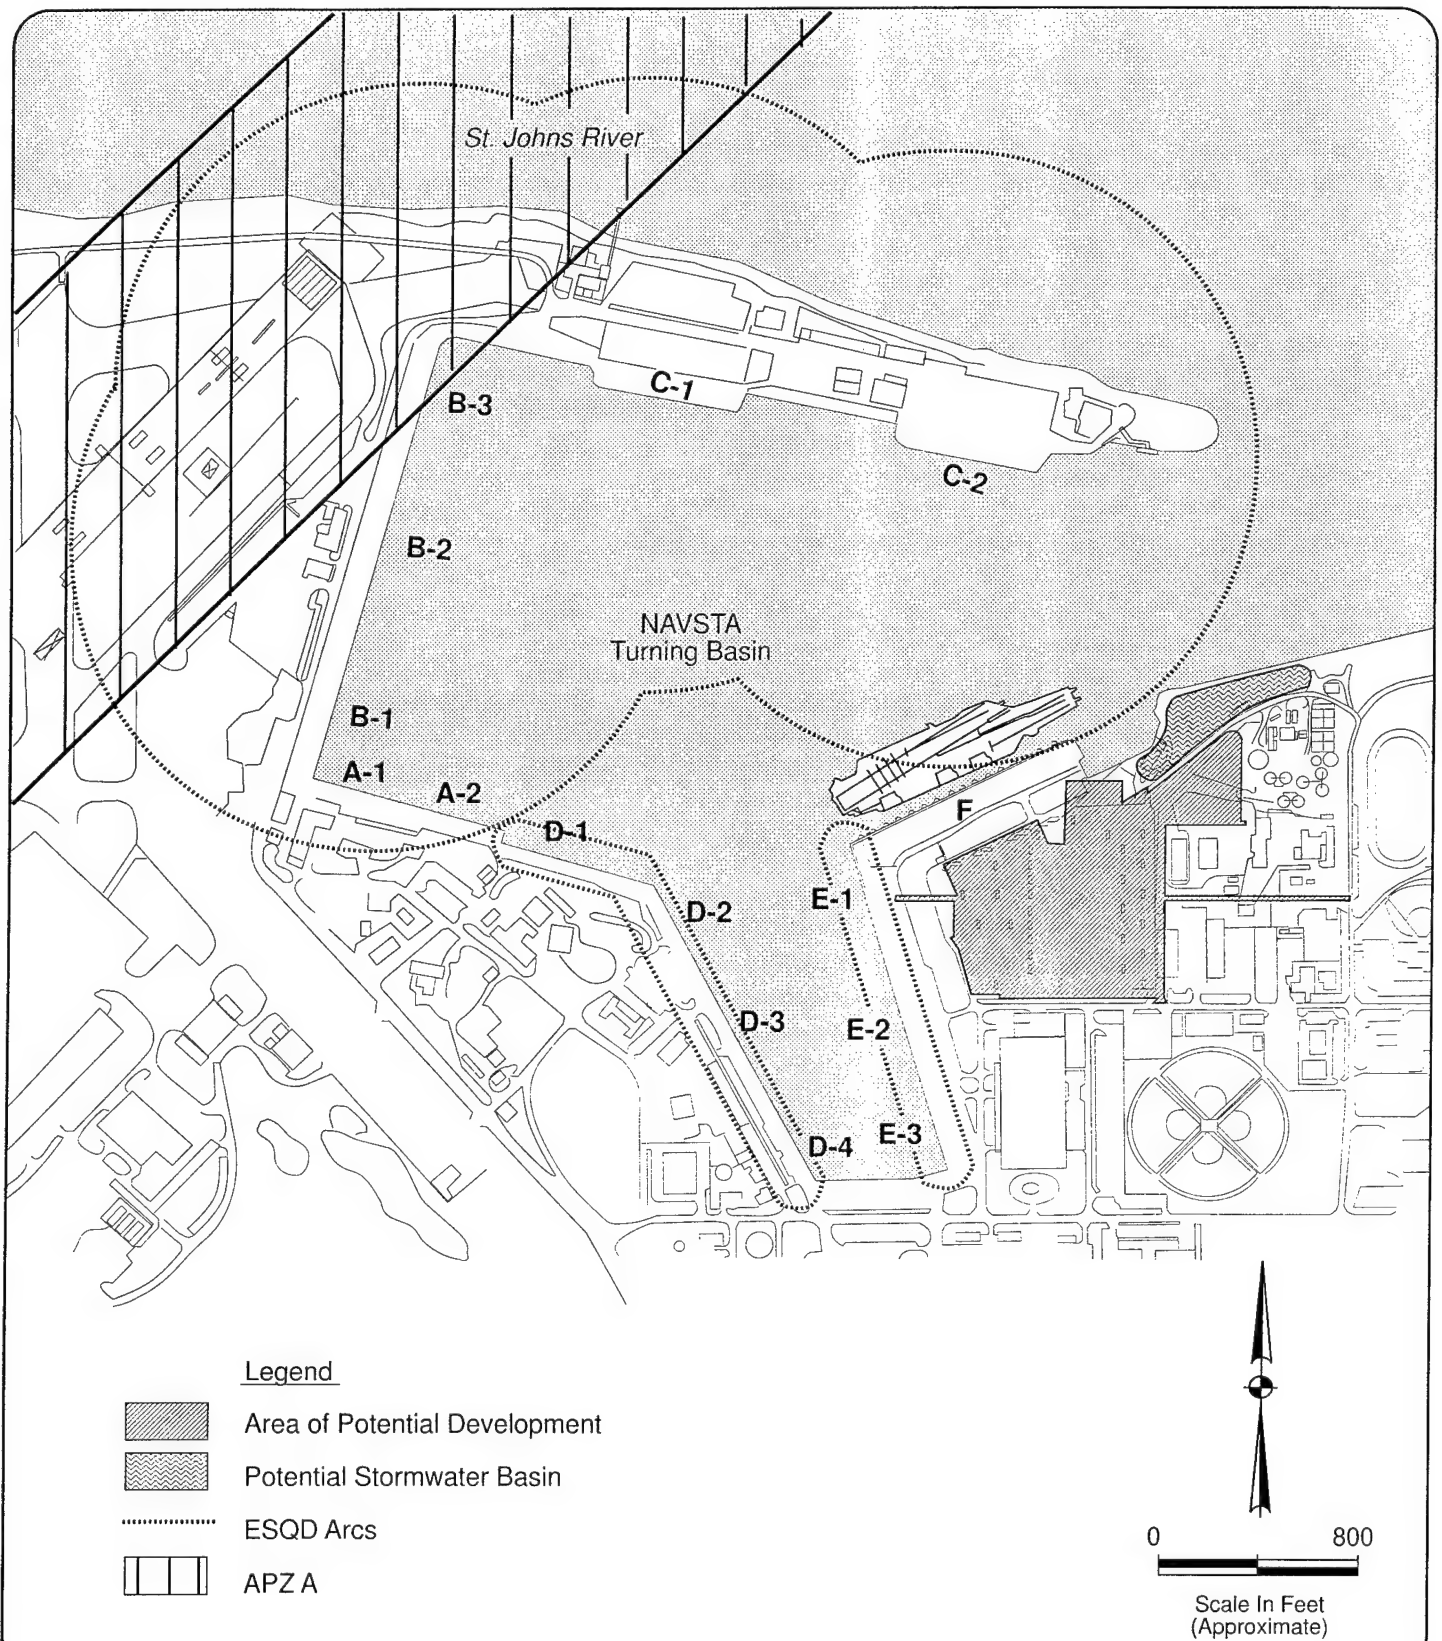 St. Johns River
B-3
C-1
C-2
B-2
NAVSTA
Turning Basin
B-1
A-1
A-2
D-1
F
E-1
D-2
D-3
E-2
E-3
D-4
Legend
Area of Potential Development
Potential Stormwater Basin
ESQD Arcs
APZ A
0 800
Scale In Feet
(Approximate)